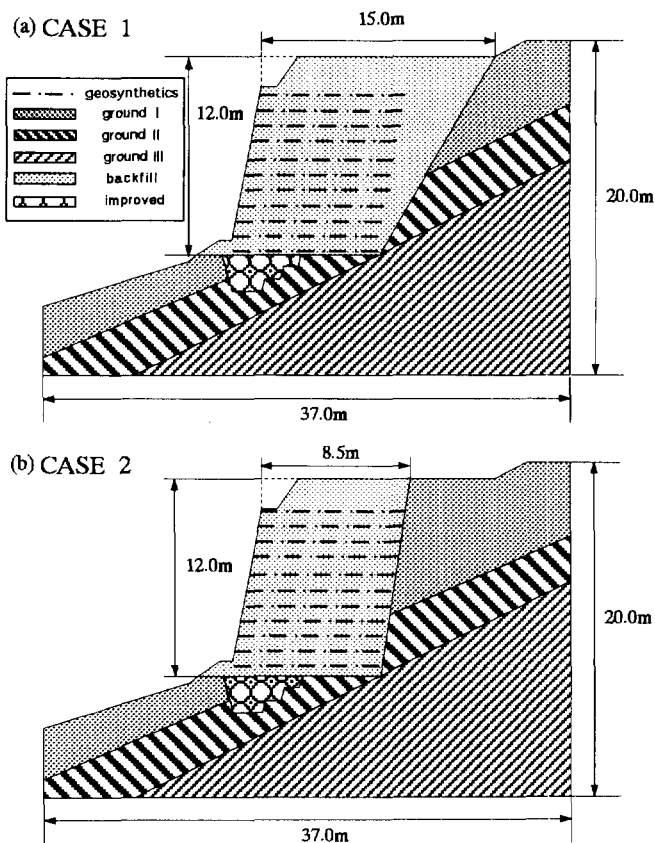 (a) CASE 1
15.0m
geosynthetics
ground I
ground II
ground III
backfill
improved
12.0m
20.0m
37.0m
(b) CASE 2
8.5m
12.0m
20.0m
37.0m